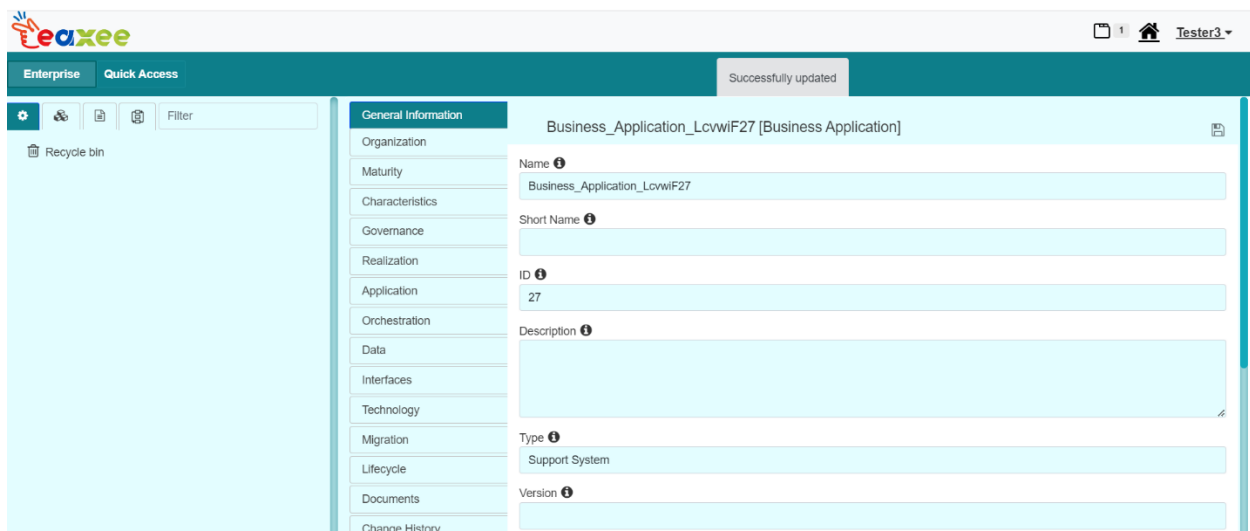 eaxee
1
Tester3
Enterprise
Quick Access
Successfully updated
Filter
Recycle bin
General Information
Organization
Maturity
Characteristics
Governance
Realization
Application
Orchestration
Data
Interfaces
Technology
Migration
Lifecycle
Documents
Change History
Business_Application_LcvwiF27 [Business Application]
Name
Business_Application_LcvwiF27
Short Name
ID
27
Description
Type
Support System
Version